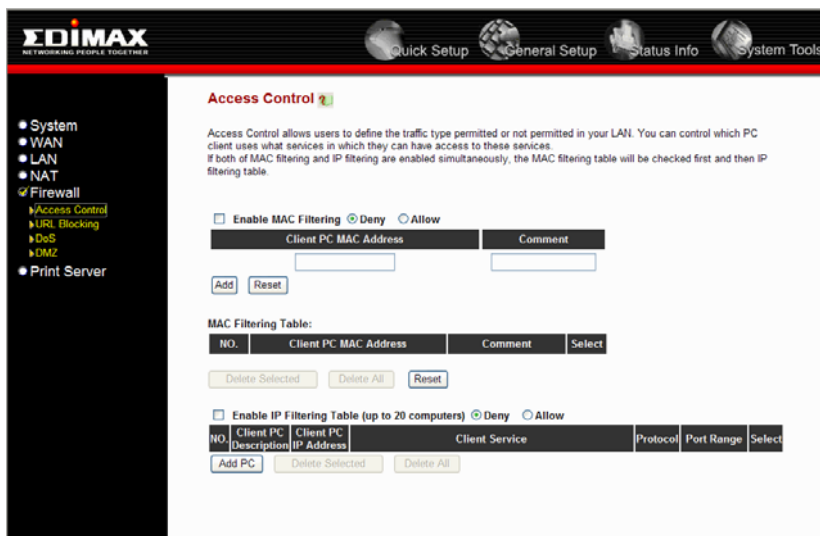 EDIMAX
NETWORKING PEOPLE TOGETHER
Quick Setup
General Setup
Status Info
System Tools
System
WAN
LAN
NAT
Firewall
Access Control
URL Blocking
DoS
DMZ
Print Server
Access Control
Access Control allows users to define the traffic type permitted or not permitted in your LAN. You can control which PC
client uses what services in which they can have access to these services.
If both of MAC filtering and IP filtering are enabled simultaneously, the MAC filtering table will be checked first and then IP
filtering table.
Enable MAC Filtering Deny Allow
Client PC MAC Address Comment
Add Reset
MAC Filtering Table:
NO. Client PC MAC Address Comment Select
Delete Selected Delete All Reset
Enable IP Filtering Table (up to 20 computers) Deny Allow
NO. Client PC Description Client PC IP Address Client Service Protocol Port Range Select
Add PC Delete Selected Delete All